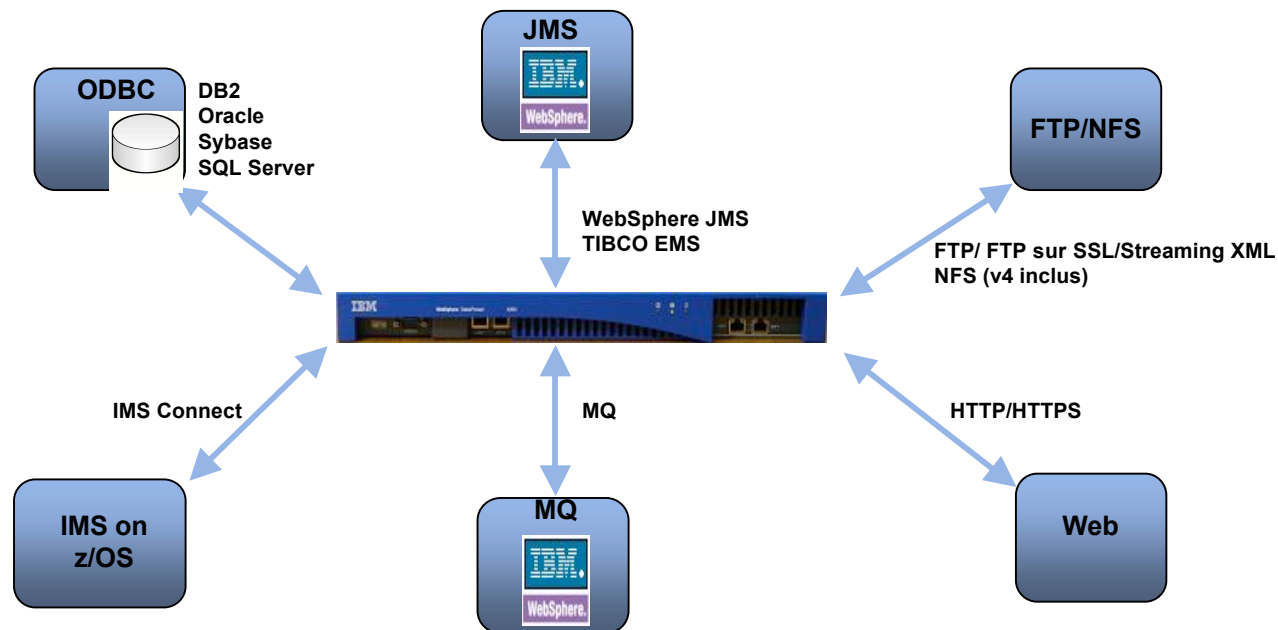 JMS
IBM.
WebSphere.
ODBC
DB2
Oracle
Sybase
SQL Server
FTP/NFS
WebSphere JMS
TIBCO EMS
FTP/ FTP sur SSL/Streaming XML
NFS (v4 inclus)
IBM
IMS Connect
MQ
HTTP/HTTPS
IMS on
z/OS
MQ
IBM.
WebSphere.
Web